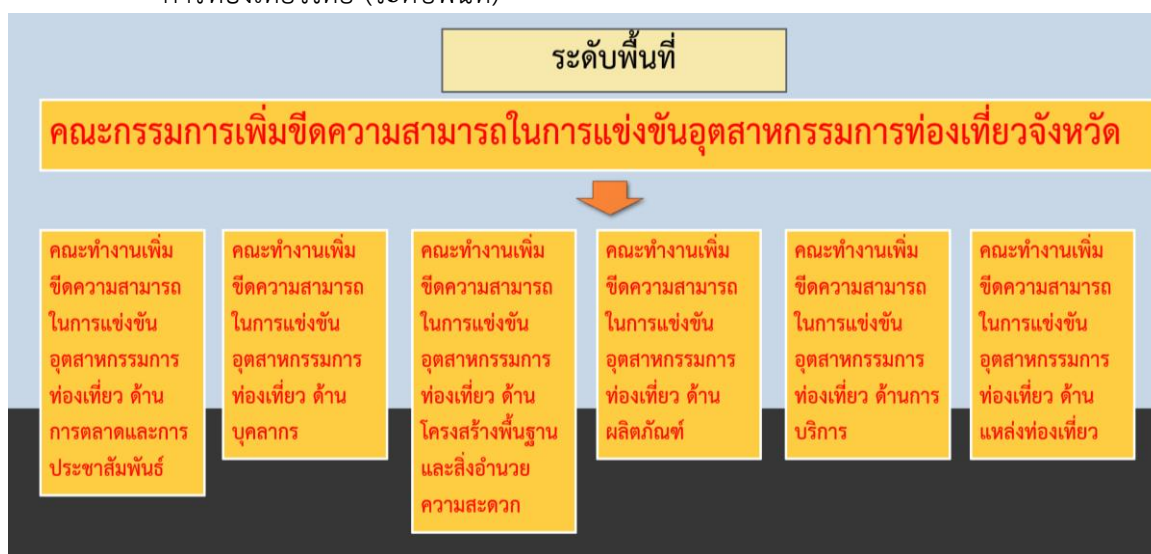 การท่องเที่ยวไทย (ระดับพื้นที่)
ระดับพื้นที่
คณะกรรมการเพิ่มขีดความสามารถในการแข่งขันอุตสาหกรรมการท่องเที่ยวจังหวัด
คณะทำงานเพิ่ม
ขีดความสามารถ
ในการแข่งขัน
อุตสาหกรรมการ
ท่องเที่ยว ด้าน
การตลาดและการ
ประชาสัมพันธ์
คณะทำงานเพิ่ม
ขีดความสามารถ
ในการแข่งขัน
อุตสาหกรรมการ
ท่องเที่ยว ด้าน
บุคลากร
คณะทำงานเพิ่ม
ขีดความสามารถ
ในการแข่งขัน
อุตสาหกรรมการ
ท่องเที่ยว ด้าน
โครงสร้างพื้นฐาน
และสิ่งอำนวย
ความสะดวก
คณะทำงานเพิ่ม
ขีดความสามารถ
ในการแข่งขัน
อุตสาหกรรมการ
ท่องเที่ยว ด้าน
ผลิตภัณฑ์
คณะทำงานเพิ่ม
ขีดความสามารถ
ในการแข่งขัน
อุตสาหกรรมการ
ท่องเที่ยว ด้านการ
บริการ
คณะทำงานเพิ่ม
ขีดความสามารถ
ในการแข่งขัน
อุตสาหกรรมการ
ท่องเที่ยว ด้าน
แหล่งท่องเที่ยว